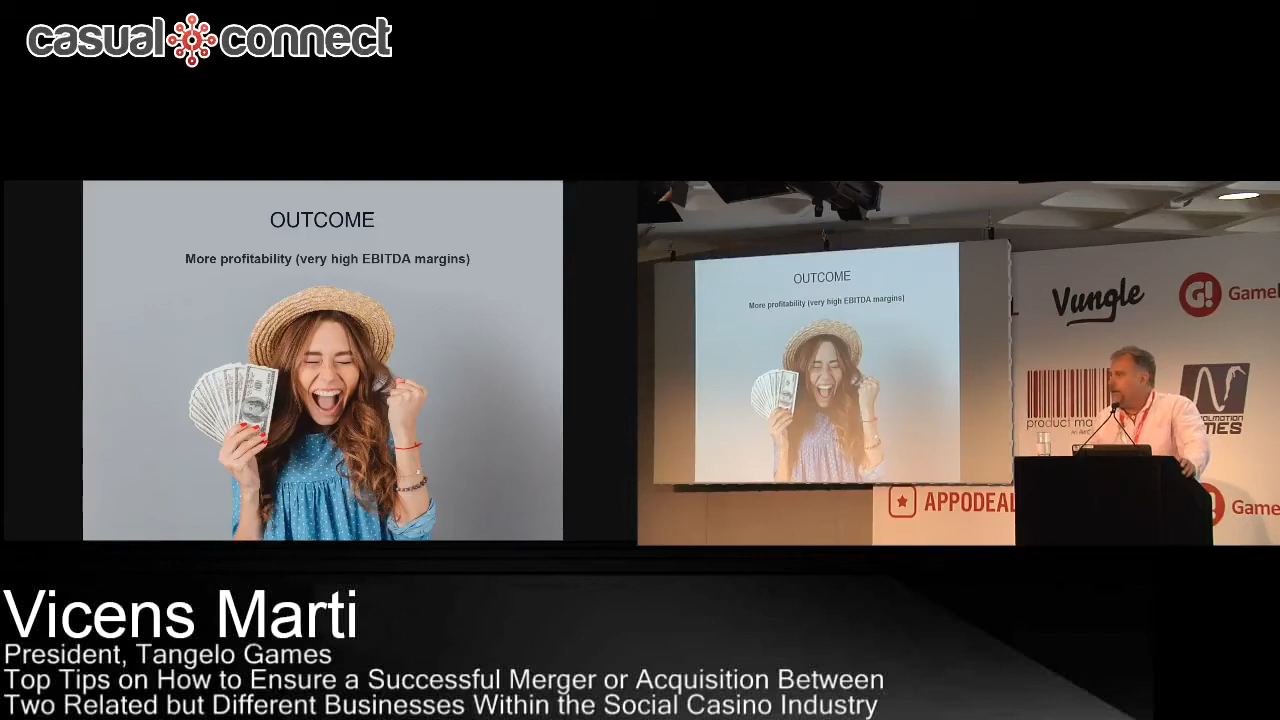 casual connect
OUTCOME
More profitability (very high EBITDA margins)
OUTCOME
More profitability (very high EBITDA margins)
Vungle
G!
Game
product ma
GAMES
APPODEAL
Game
Vicens Marti
President, Tangelo Games
Top Tips on How to Ensure a Successful Merger or Acquisition Between
Two Related but Different Businesses Within the Social Casino Industry